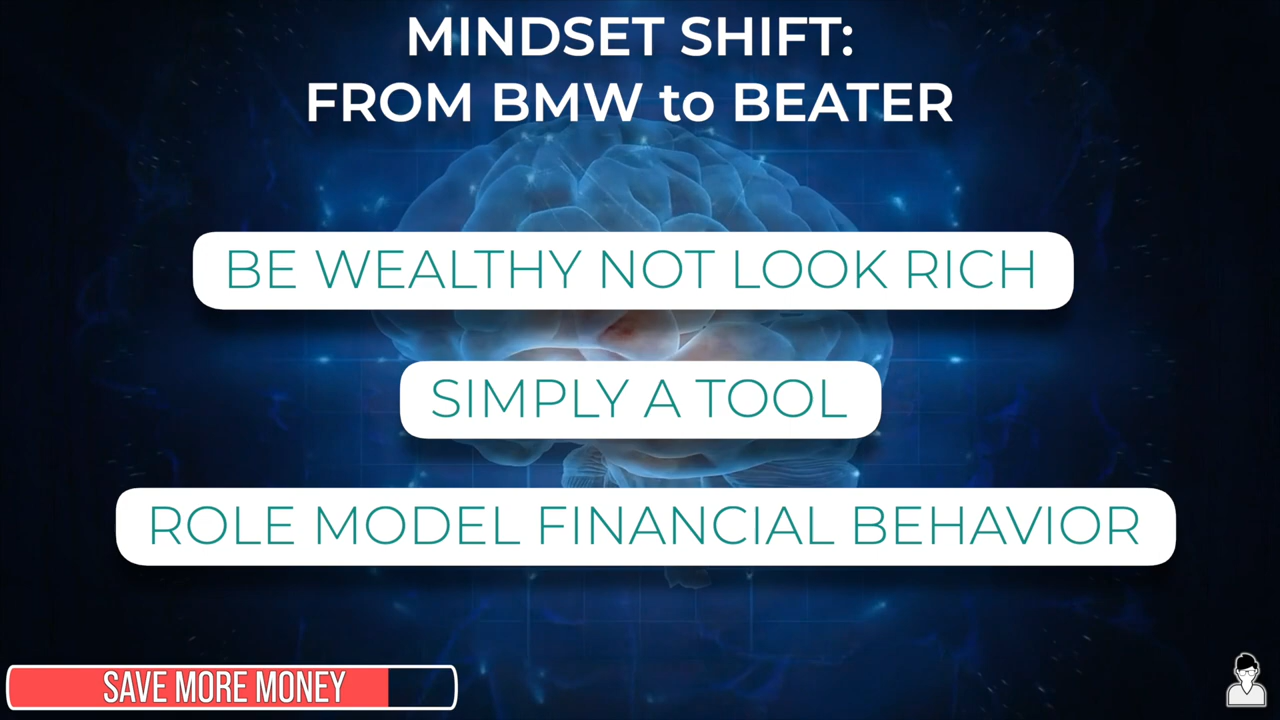 MINDSET SHIFT:
FROM BMW to BEATER
BE WEALTHY NOT LOOK RICH
SIMPLY A TOOL
ROLE MODEL FINANCIAL BEHAVIOR
SAVE MORE MONEY